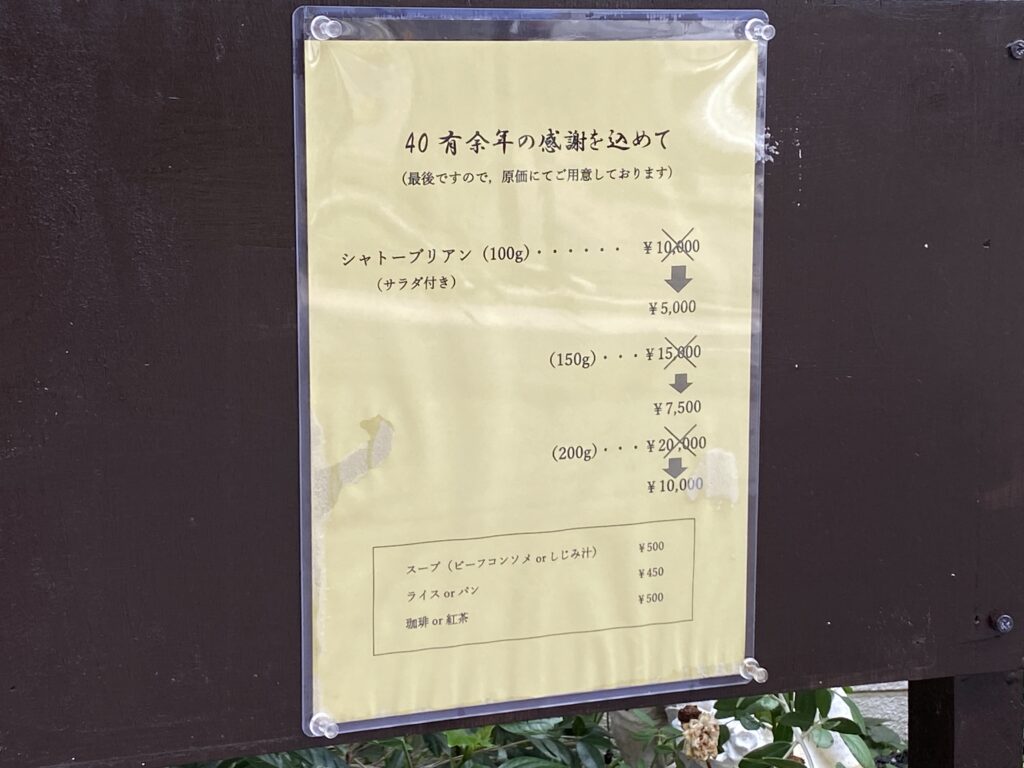 40 有余年の感謝を込めて
(最後ですので, 原価にてご用意しております)
シャトーブリアン (100g)・・・・・・ ¥10,000
(サラダ付き)
¥5,000
(150g)・・・¥15,000
¥7,500
(200g)・・・¥20,000
¥10,000
スープ (ビーフコンソメ or しじみ汁) ¥500
ライス or パン ¥450
珈琲 or 紅茶 ¥500